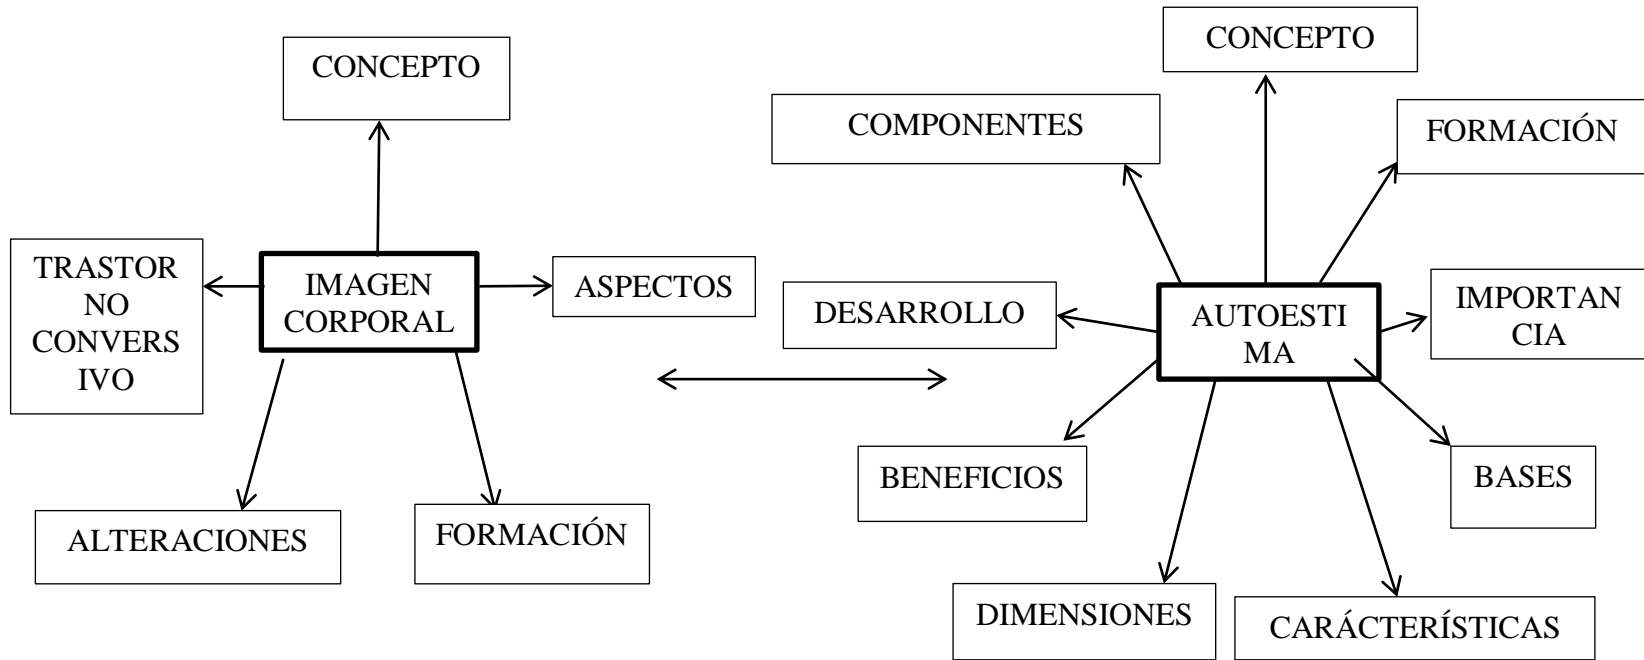 CONCEPTO
TRASTOR
NO
CONVERS
IVO
IMAGEN
CORPORAL
ASPECTOS
ALTERACIONES
FORMACIÓN
CONCEPTO
COMPONENTES
FORMACIÓN
DESARROLLO
AUTOESTI
MA
IMPORTAN
CIA
BENEFICIOS
BASES
DIMENSIONES
CARÁCTERÍSTICAS